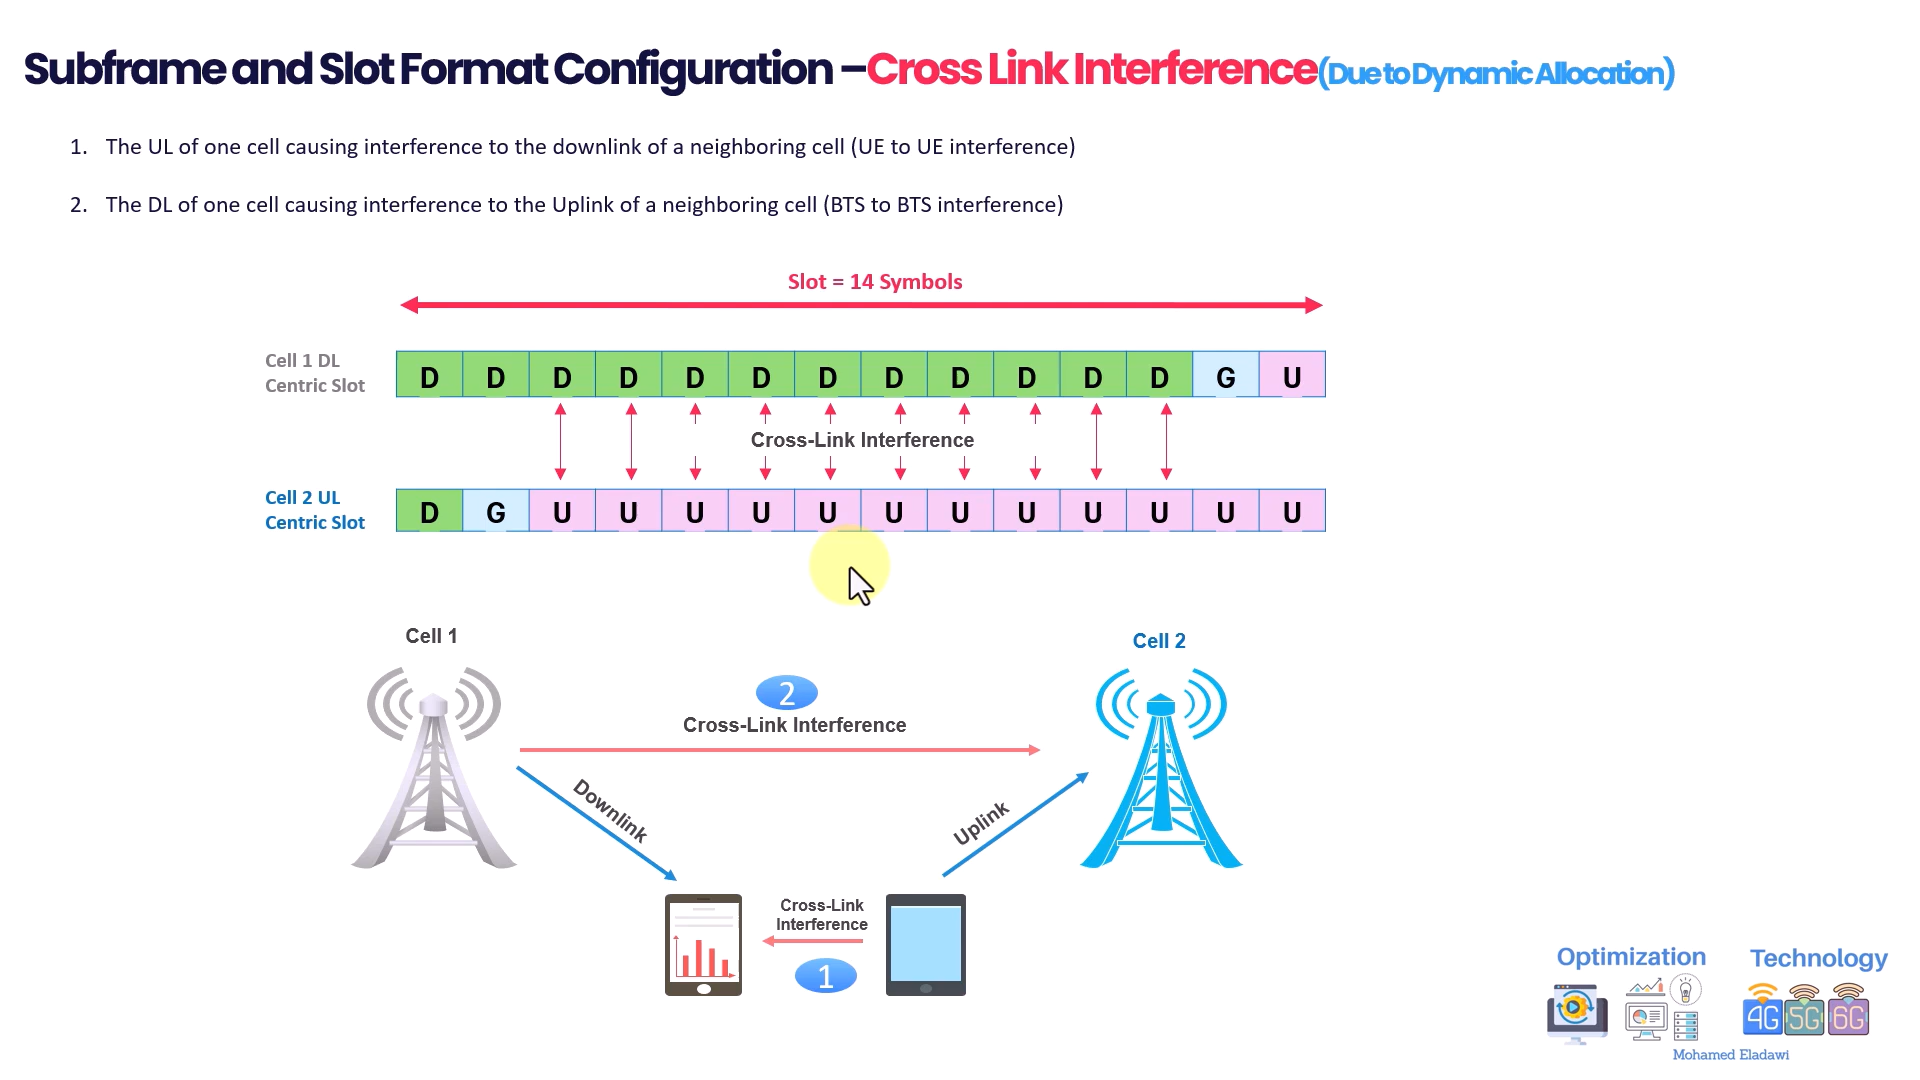 Subframe and Slot Format Configuration –Cross Link Interference(Due to Dynamic Allocation)
1. The UL of one cell causing interference to the downlink of a neighboring cell (UE to UE interference)
2. The DL of one cell causing interference to the Uplink of a neighboring cell (BTS to BTS interference)
Slot = 14 Symbols
Cell 1 DL
Centric Slot
D D D D D D D D D D D D G U
Cross-Link Interference
Cell 2 UL
Centric Slot
D G U U U U U U U U U U U U
Cell 1
Cell 2
2
Cross-Link Interference
Downlink
Uplink
Cross-Link
Interference
1
Optimization
Technology
4G 5G 6G
Mohamed Eladawi